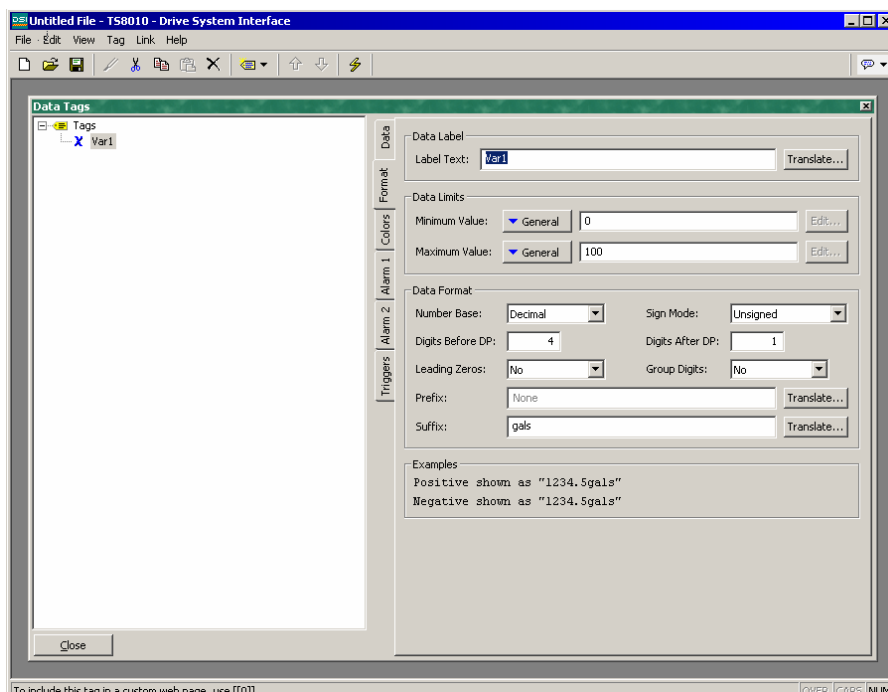 Untitled File - TS8010 - Drive System Interface
File Edit View Tag Link Help
Data Tags
Tags
Var1
Data
Format
Colors
Alarm 1
Alarm 2
Triggers
Data Label
Label Text: Var1 Translate...
Data Limits
Minimum Value: General 0 Edit...
Maximum Value: General 100 Edit...
Data Format
Number Base: Decimal Sign Mode: Unsigned
Digits Before DP: 4 Digits After DP: 1
Leading Zeros: No Group Digits: No
Prefix: None Translate...
Suffix: gals Translate...
Examples
Positive shown as "1234.5gals"
Negative shown as "1234.5gals"
Close
To include this tag in a custom web page, use [[0]] OVER CAPS NUM